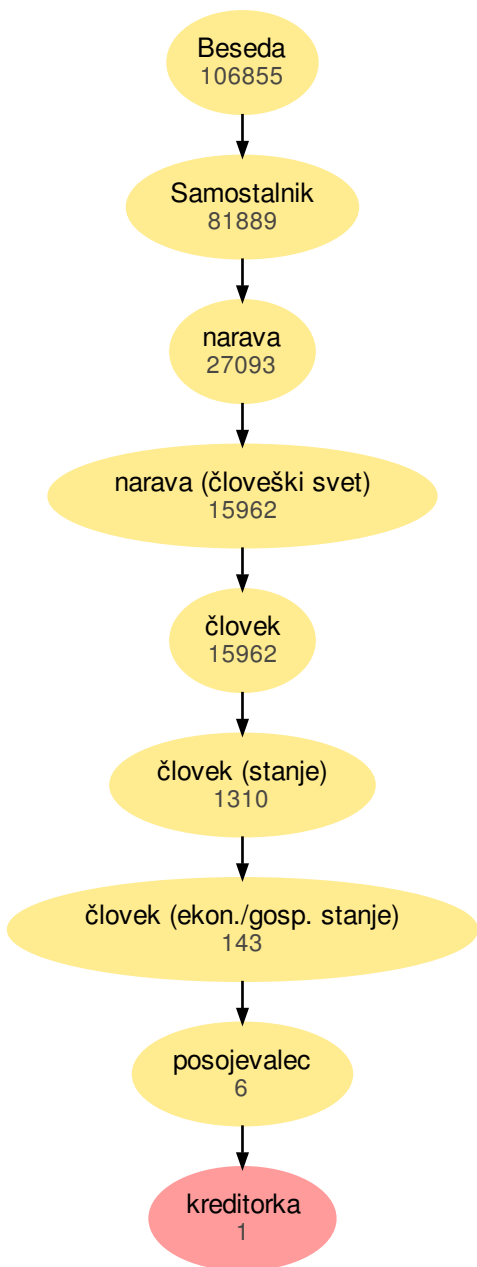 Beseda
106855
Samostalnik
81889
narava
27093
narava (človeški svet)
15962
človek
15962
človek (stanje)
1310
človek (ekon./gosp. stanje)
143
posojevalec
6
kreditorka
1